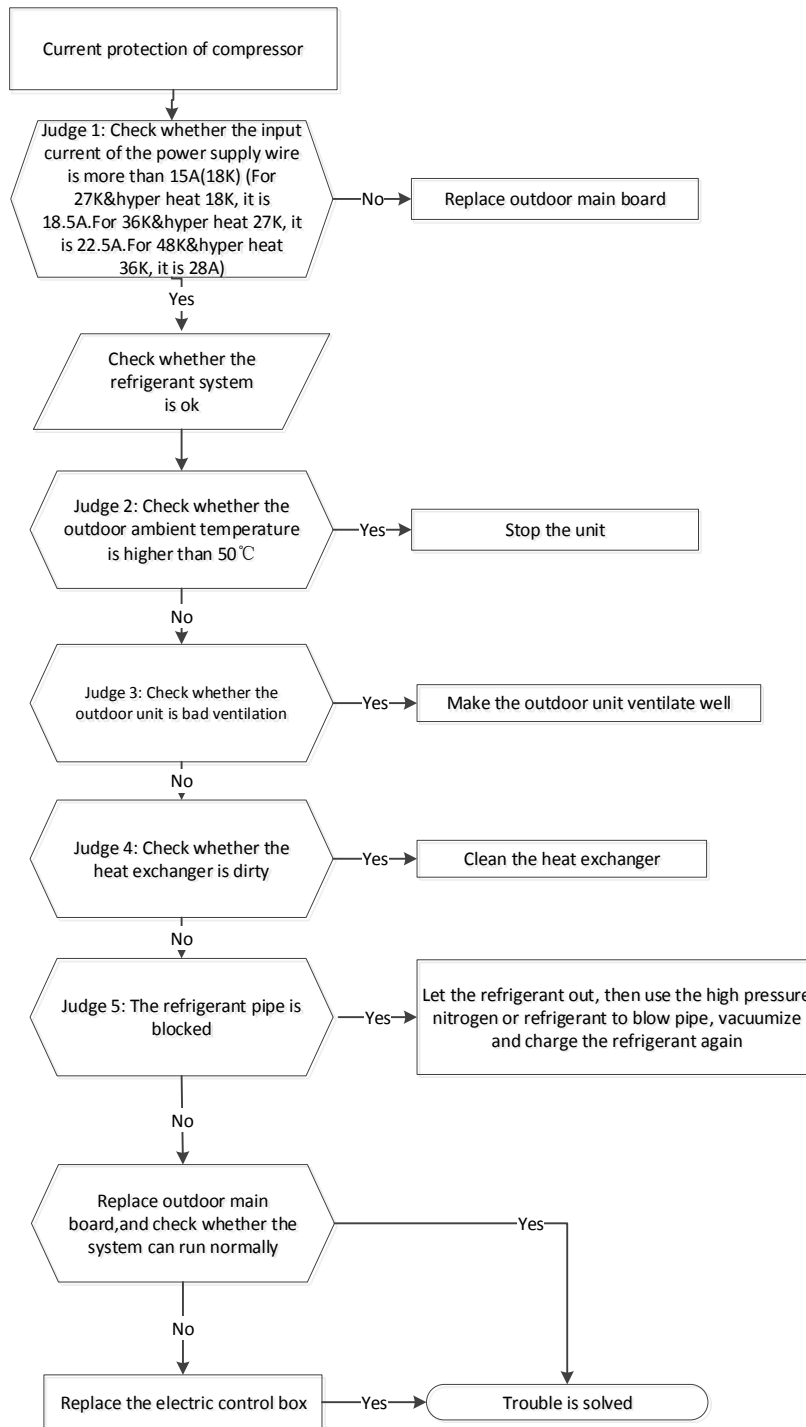 Current protection of compressor
Judge 1: Check whether the input
current of the power supply wire
is more than 15A(18K) (For
27K&hyper heat 18K, it is
18.5A.For 36K&hyper heat 27K, it
is 22.5A.For 48K&hyper heat
36K, it is 28A)
No
Replace outdoor main board
Yes
Check whether the
refrigerant system
is ok
Judge 2: Check whether the
outdoor ambient temperature
is higher than 50℃
Yes
Stop the unit
No
Judge 3: Check whether the
outdoor unit is bad ventilation
Yes
Make the outdoor unit ventilate well
No
Judge 4: Check whether the
heat exchanger is dirty
Yes
Clean the heat exchanger
No
Judge 5: The refrigerant pipe is
blocked
Yes
Let the refrigerant out, then use the high pressure
nitrogen or refrigerant to blow pipe, vacuumize
and charge the refrigerant again
No
Replace outdoor main
board,and check whether the
system can run normally
Yes
No
Replace the electric control box
Yes
Trouble is solved